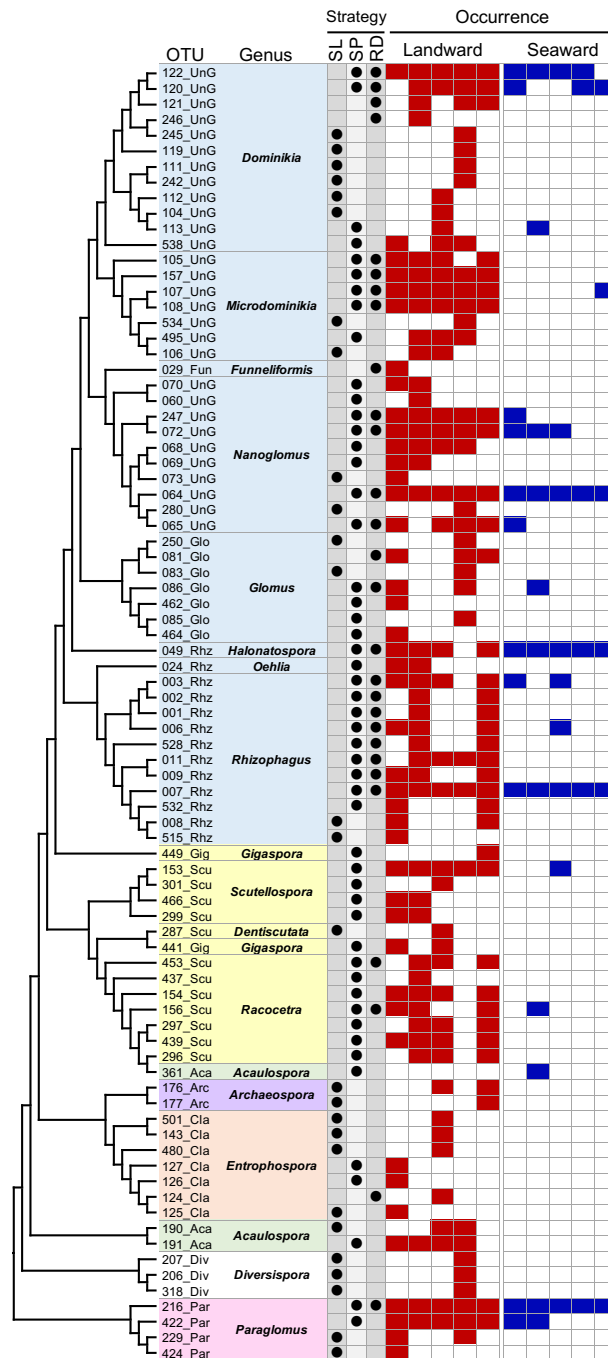 Strategy Occurrence
OTU Genus SL SP RD Landward Seaward
122_UnG
120_UnG
121_UnG
246_UnG
245_UnG
119_UnG
Dominikia
111_UnG
242_UnG
112_UnG
104_UnG
113_UnG
538_UnG
105_UnG
157_UnG
107_UnG
Microdominikia
108_UnG
534_UnG
495_UnG
106_UnG
029_Fun Funneliformis
070_UnG
060_UnG
247_UnG
072_UnG
068_UnG
Nanoglomus
069_UnG
073_UnG
064_UnG
280_UnG
065_UnG
250_Glo
081_Glo
083_Glo
086_Glo Glomus
462_Glo
085_Glo
464_Glo
049_Rhz Halonatospora
024_Rhz Oehlia
003_Rhz
002_Rhz
001_Rhz
006_Rhz
528_Rhz
011_Rhz Rhizophagus
009_Rhz
007_Rhz
532_Rhz
008_Rhz
515_Rhz
449_Gig Gigaspora
153_Scu
301_Scu
Scutellospora
466_Scu
299_Scu
287_Scu Dentiscutata
441_Gig Gigaspora
453_Scu
437_Scu
154_Scu
156_Scu Racocetra
297_Scu
439_Scu
296_Scu
361_Aca Acaulospora
176_Arc
Archaeospora
177_Arc
501_Cla
143_Cla
480_Cla
127_Cla Entrophospora
126_Cla
124_Cla
125_Cla
190_Aca
Acaulospora
191_Aca
207_Div
206_Div Diversispora
318_Div
216_Par
422_Par
Paraglomus
229_Par
424_Par